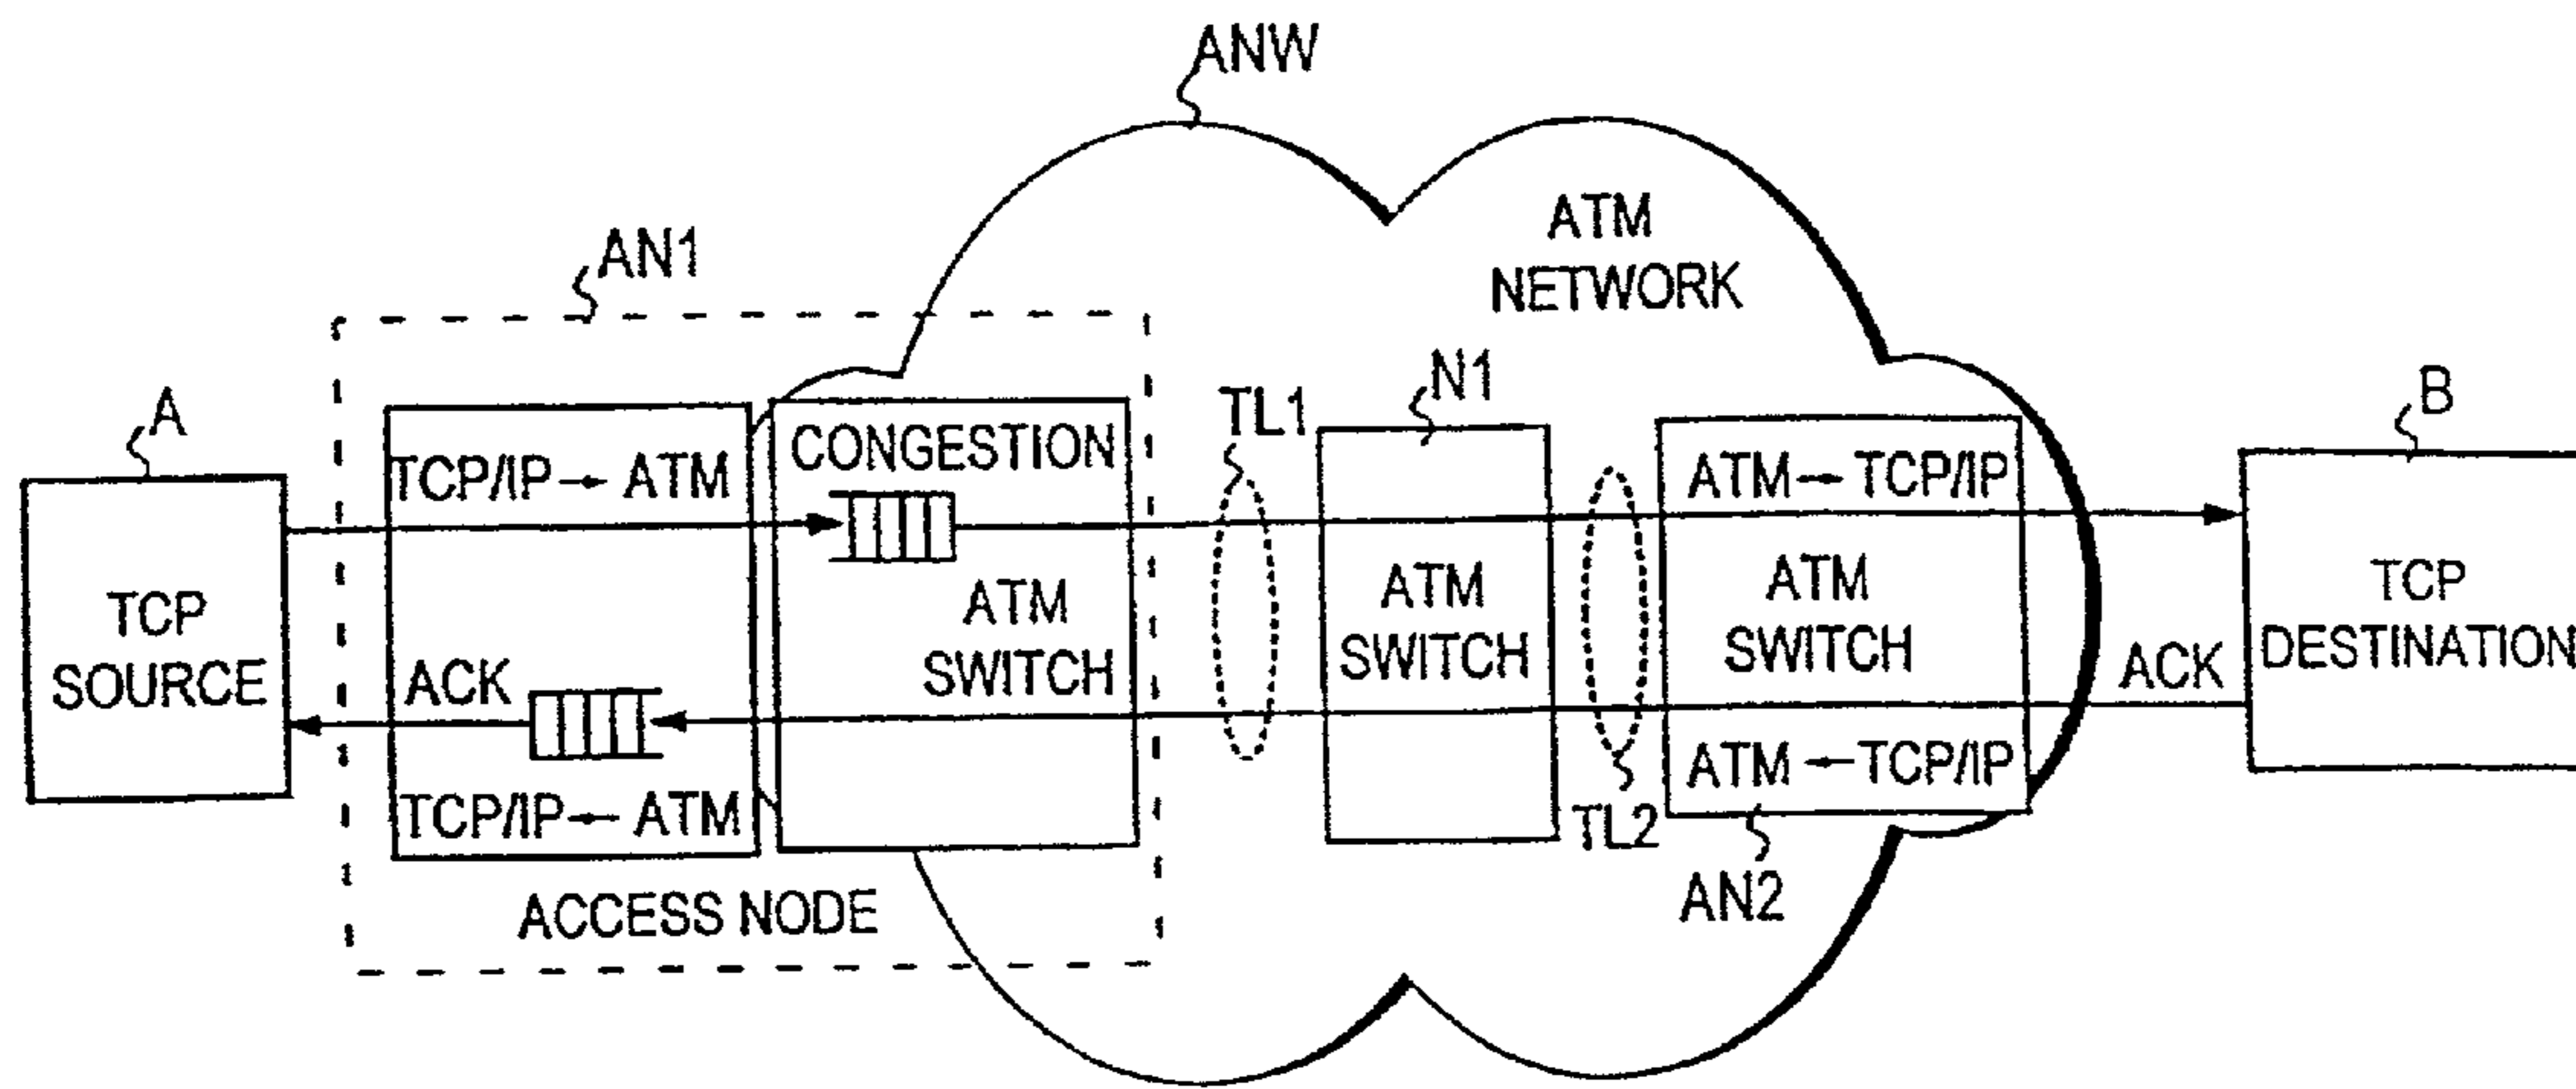 ANW
ATM
NETWORK
AN1
A
TCP
SOURCE
TCP/IP → ATM
ACK
TCP/IP ← ATM
CONGESTION
ATM
SWITCH
ACCESS NODE
TL1
N1
ATM
SWITCH
TL2
ATM → TCP/IP
ATM
SWITCH
ATM ← TCP/IP
AN2
ACK
B
TCP
DESTINATION